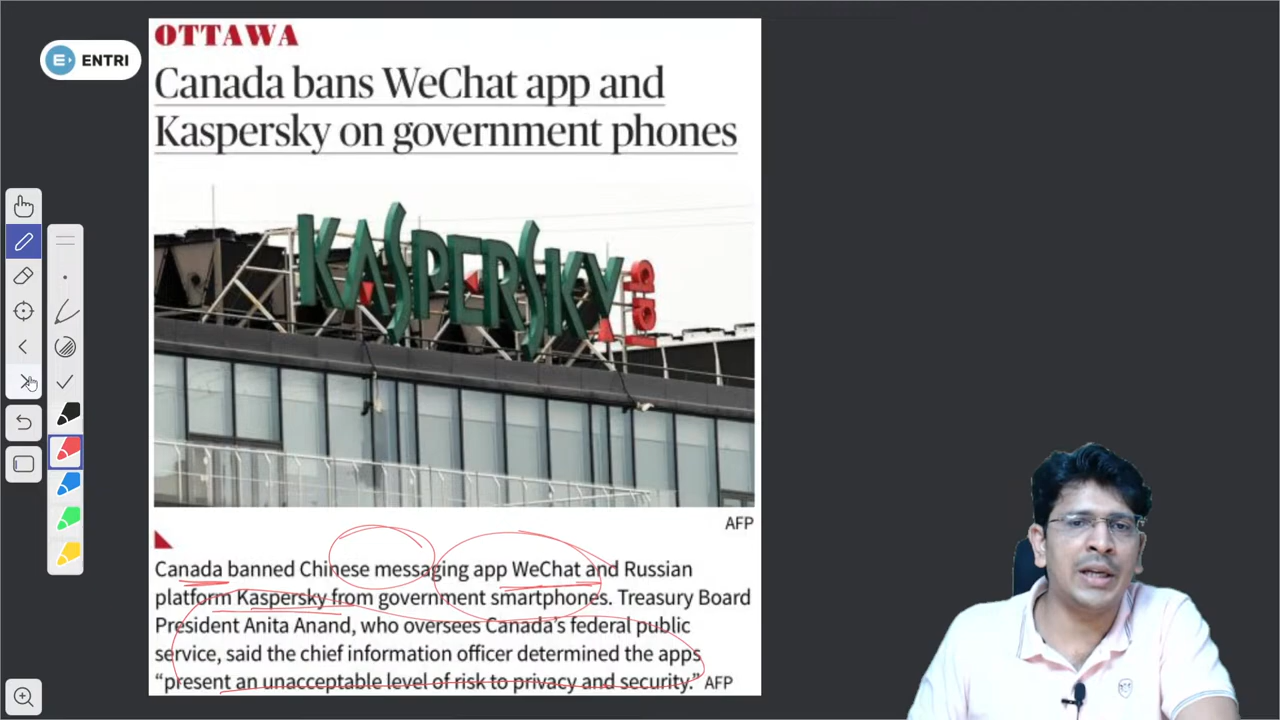 OTTAWA
ENTRI
Canada bans WeChat app and
Kaspersky on government phones
KASPERSKY
LAB
AFP
Canada banned Chinese messaging app WeChat and Russian
platform Kaspersky from government smartphones. Treasury Board
President Anita Anand, who oversees Canada's federal public
service, said the chief information officer determined the apps
“present an unacceptable level of risk to privacy and security.” AFP